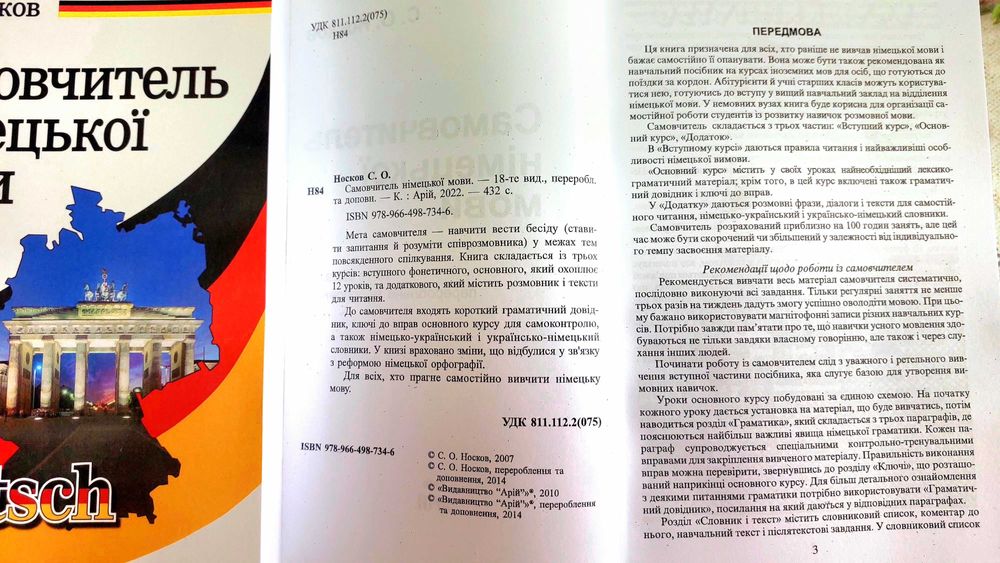 ков
овчитель
ецької
и
tsch
УДК 811.112.2(075)
Н84
Носков С. О.
Н84
Самовчитель німецької мови. — 18-те вид., переробл.
та доповн. — К. : Арій, 2022. — 432 с.
ISBN 978-966-498-734-6.
Мета самовчителя — навчити вести бесіду (стави-
ти запитання й розуміти співрозмовника) у межах тем
повсякденного спілкування. Книга складається із трьох
курсів: вступного фонетичного, основного, який охоплює
12 уроків, та додаткового, який містить розмовник і тексти
для читання.
До самовчителя входять короткий граматичний довід-
ник, ключі до вправ основного курсу для самоконтролю,
а також німецько-український і українсько-німецький
словники. У книзі враховано зміни, що відбулися у зв'язку
з реформою німецької орфографії.
Для всіх, хто прагне самостійно вивчити німецьку
мову.
УДК 811.112.2(075)
ISBN 978-966-498-734-6
© С. О. Носков, 2007
© С. О. Носков, перероблення та
доповнення, 2014
© «Видавництво "Арій"»®, 2010
© «Видавництво "Арій"»®, перероблення
та доповнення, 2014
ПЕРЕДМОВА
Ця книга призначена для всіх, хто раніше не вивчав німецької мови і
бажає самостійно її опанувати. Вона може бути також рекомендована як
навчальний посібник на курсах іноземних мов для осіб, що готуються до
поїздки за кордон. Абітурієнти й учні старших класів можуть користува-
тися нею, готуючись до вступу у вищий навчальний заклад на відділення
німецької мови. У немовних вузах книга буде корисна для організації са-
мостійної роботи студентів із розвитку навичок розмовної мови.
Самовчитель складається з трьох частин: «Вступний курс», «Основ-
ний курс», «Додаток».
В «Вступному курсі» даються правила читання і найважливіші осо-
бливості німецької вимови.
«Основний курс» містить у своїх уроках найнеобхідніший лексико-
граматичний матеріал; крім того, в цей курс включені також граматич-
ний довідник і ключі до вправ.
У «Додатку» даються розмовні фрази, діалоги і тексти для самостій-
ного читання, німецько-український і українсько-німецький словники.
Самовчитель розрахований приблизно на 100 годин занять, але цей
час може бути скорочений чи збільшений у залежності від індивідуально-
го темпу засвоєння матеріалу.
Рекомендації щодо роботи із самовчителем
Рекомендується вивчати весь матеріал самовчителя систематично,
послідовно виконуючи всі завдання. Тільки регулярні заняття не менше
трьох разів на тиждень дадуть змогу успішно оволодіти мовою. При цьо-
му бажано використовувати магнітофонні записи різних навчальних кур-
сів. Потрібно завжди пам'ятати про те, що навички усного мовлення здо-
буваються не тільки завдяки власному говорінню, але також і через слу-
хання інших людей.
Починати роботу із самовчителем слід з уважного і ретельного вив-
чення вступної частини посібника, яка слугує базою для утворення ви-
мовних навичок.
Уроки основного курсу побудовані за єдиною схемою. На початку
кожного уроку дається установка на матеріал, що буде вивчатись, потім
наводиться розділ «Граматика», який складається з трьох параграфів, де
пояснюються найбільш важливі явища німецької граматики. Кожен па-
раграф супроводжується спеціальними контрольно-тренувальними
вправами для закріплення вивченого матеріалу. Правильність виконання
вправ можна перевірити, звернувшись до розділу «Ключі», що розташо-
ваний наприкінці основного курсу. Для більш детального ознайомлення
з деякими питаннями граматики потрібно використовувати «Граматич-
ний довідник», посилання на який даються у відповідних параграфах.
Розділ «Словник і текст» містить словниковий список, коментар до
нього, навчальний текст і післятекстові завдання. У словниковий список
3